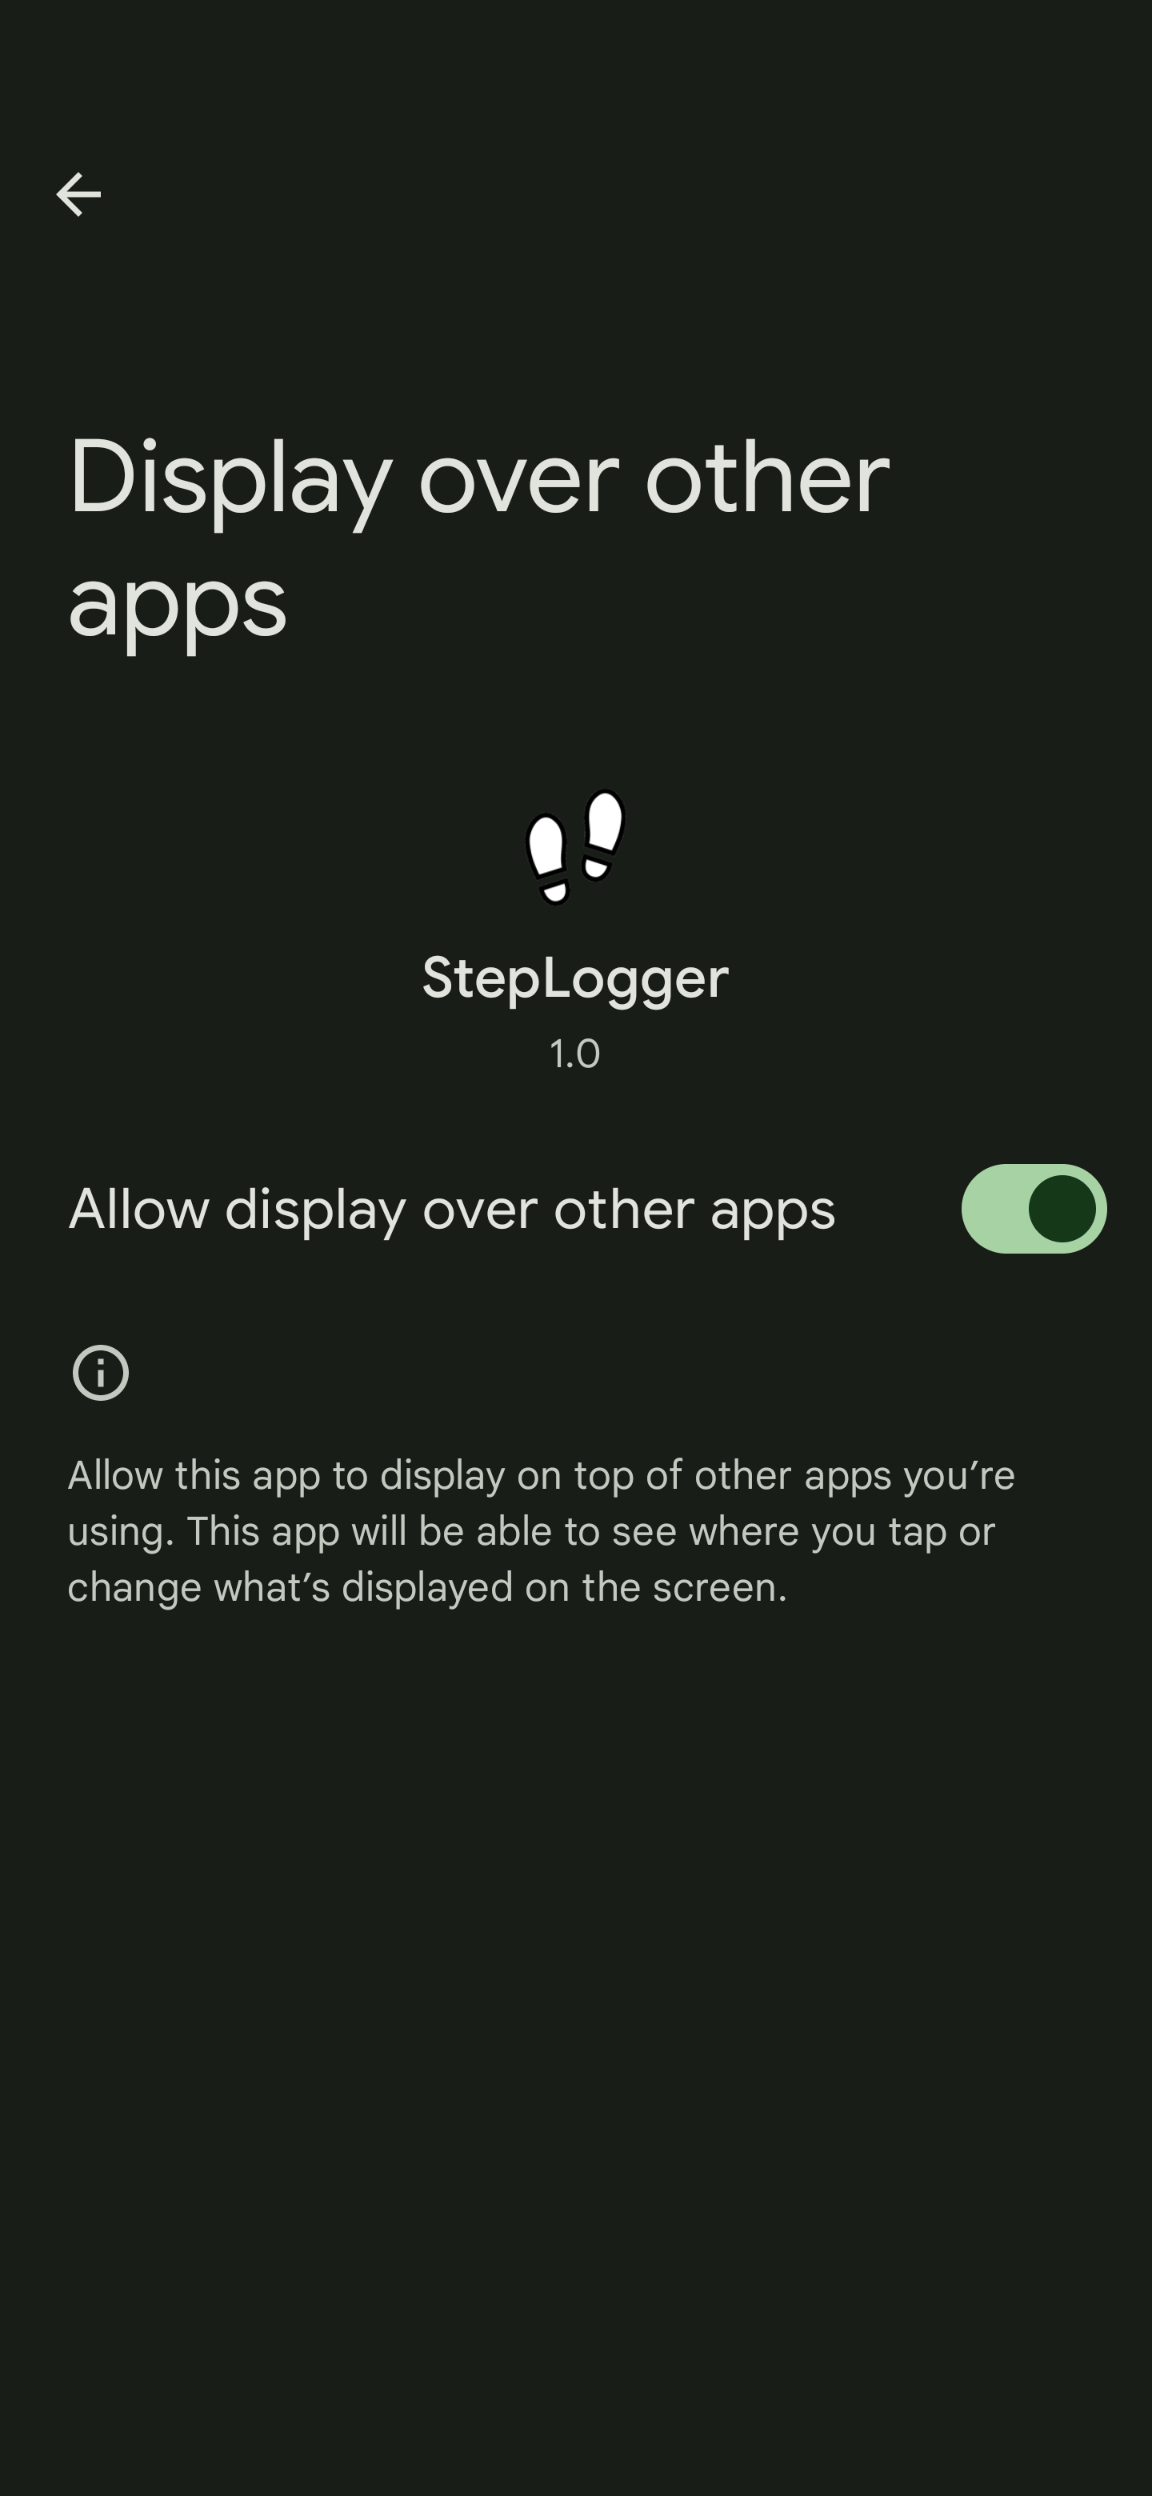 Display over other
apps
StepLogger
1.0
Allow display over other apps
Allow this app to display on top of other apps you’re
using. This app will be able to see where you tap or
change what’s displayed on the screen.